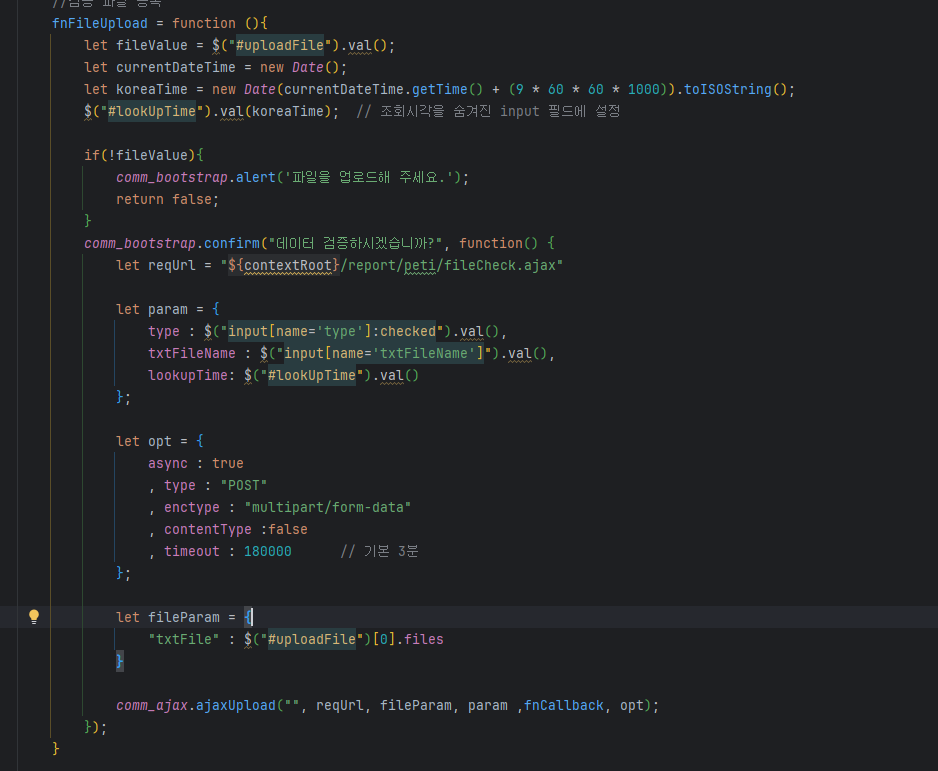 fnFileUpload = function (){
let fileValue = $("#uploadFile").val();
let currentDateTime = new Date();
let koreaTime = new Date(currentDateTime.getTime() + (9 * 60 * 60 * 1000)).toISOString();
$("#lookUpTime").val(koreaTime);  // 조회시각을 숨겨진 input 필드에 설정
if(!fileValue){
comm_bootstrap.alert('파일을 업로드해 주세요.');
return false;
}
comm_bootstrap.confirm("데이터 검증하시겠습니까?", function() {
let reqUrl = "${contextRoot}/report/peti/fileCheck.ajax"
let param = {
type : $("input[name='type']:checked").val(),
txtFileName : $("input[name='txtFileName']").val(),
lookupTime: $("#lookUpTime").val()
};
let opt = {
async : true
, type : "POST"
, enctype : "multipart/form-data"
, contentType :false
, timeout : 180000      // 기본 3분
};
let fileParam = {
"txtFile" : $("#uploadFile")[0].files
}
comm_ajax.ajaxUpload("", reqUrl, fileParam, param ,fnCallback, opt);
});
}